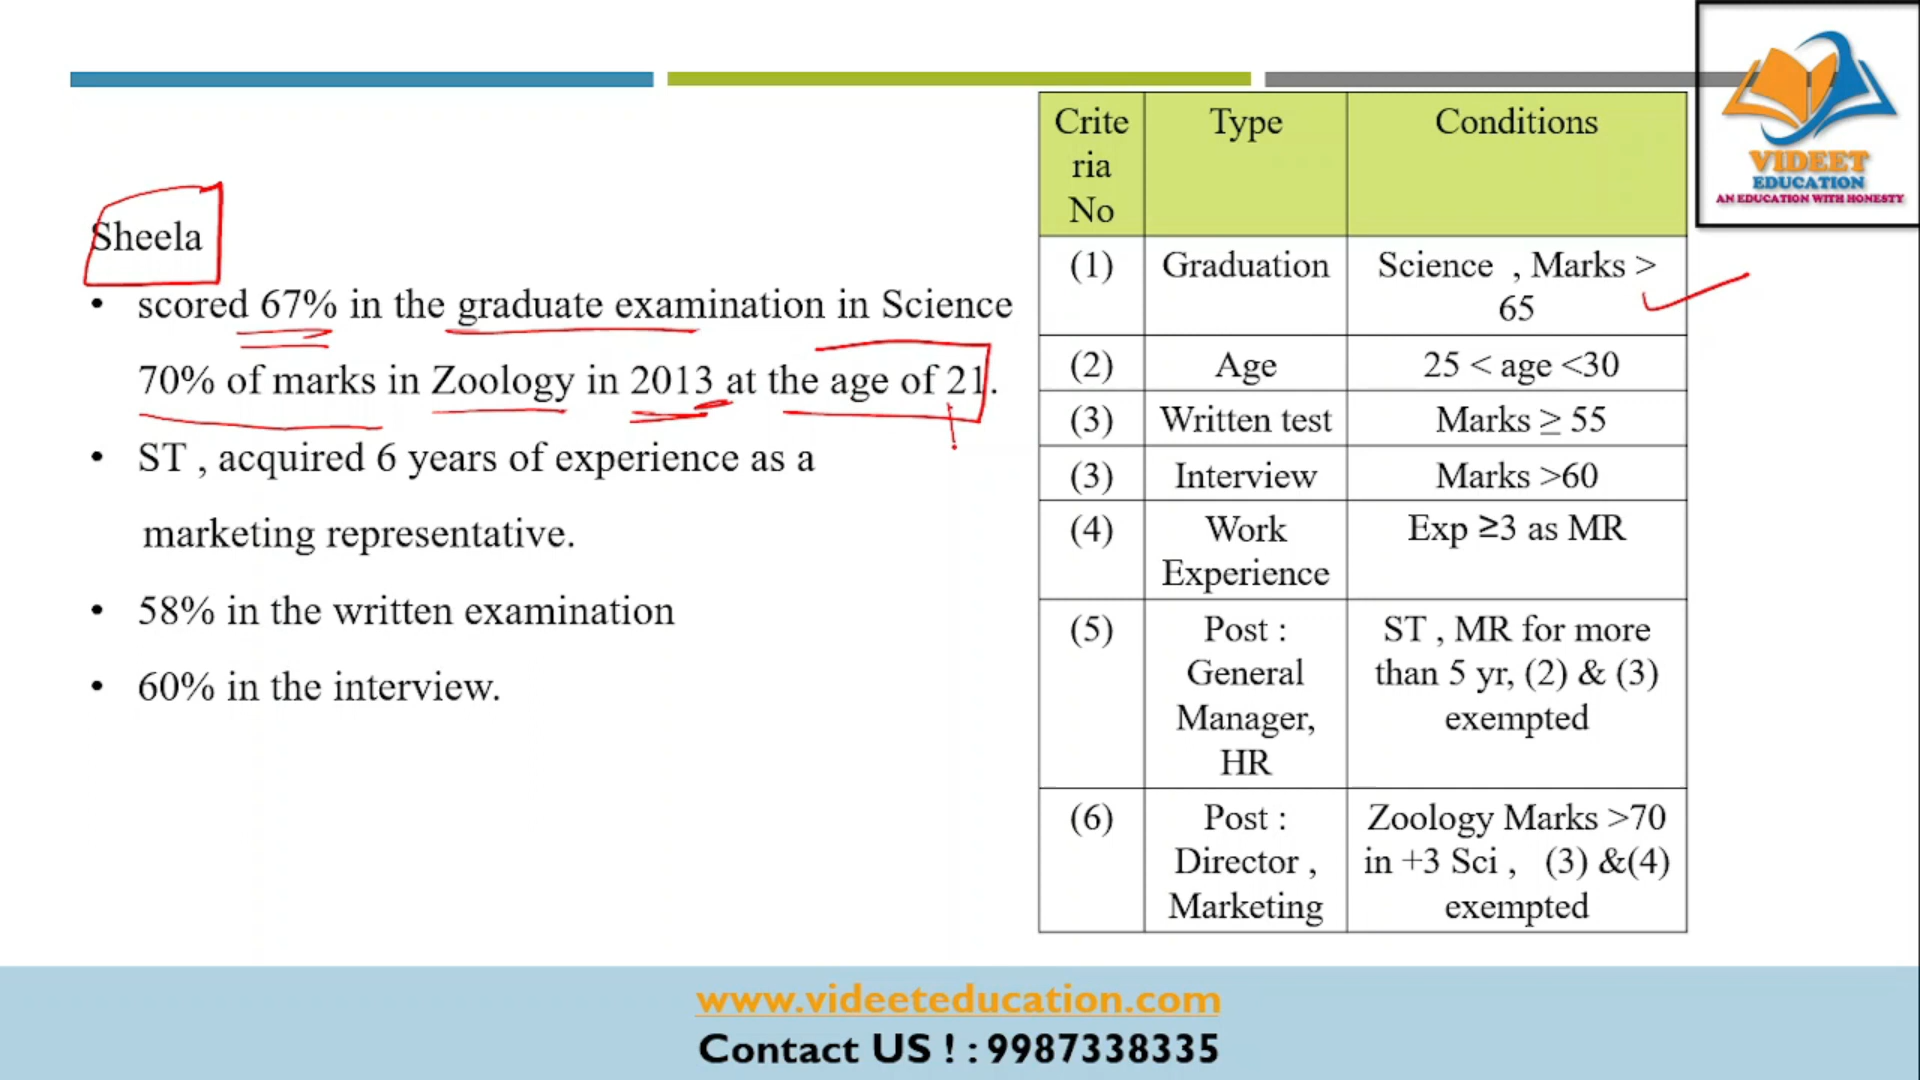 Sheela
• scored 67% in the graduate examination in Science
70% of marks in Zoology in 2013 at the age of 21.
• ST , acquired 6 years of experience as a
marketing representative.
• 58% in the written examination
• 60% in the interview.
Crite
ria
No
Type
Conditions
(1)
Graduation
Science , Marks >
65
(2)
Age
25 < age <30
(3)
Written test
Marks ≥ 55
(3)
Interview
Marks >60
(4)
Work
Experience
Exp ≥3 as MR
(5)
Post :
General
Manager,
HR
ST , MR for more
than 5 yr, (2) & (3)
exempted
(6)
Post :
Director ,
Marketing
Zoology Marks >70
in +3 Sci , (3) &(4)
exempted
VIDEET
EDUCATION
AN EDUCATION WITH HONESTY
www.videeteducation.com
Contact US ! : 9987338335